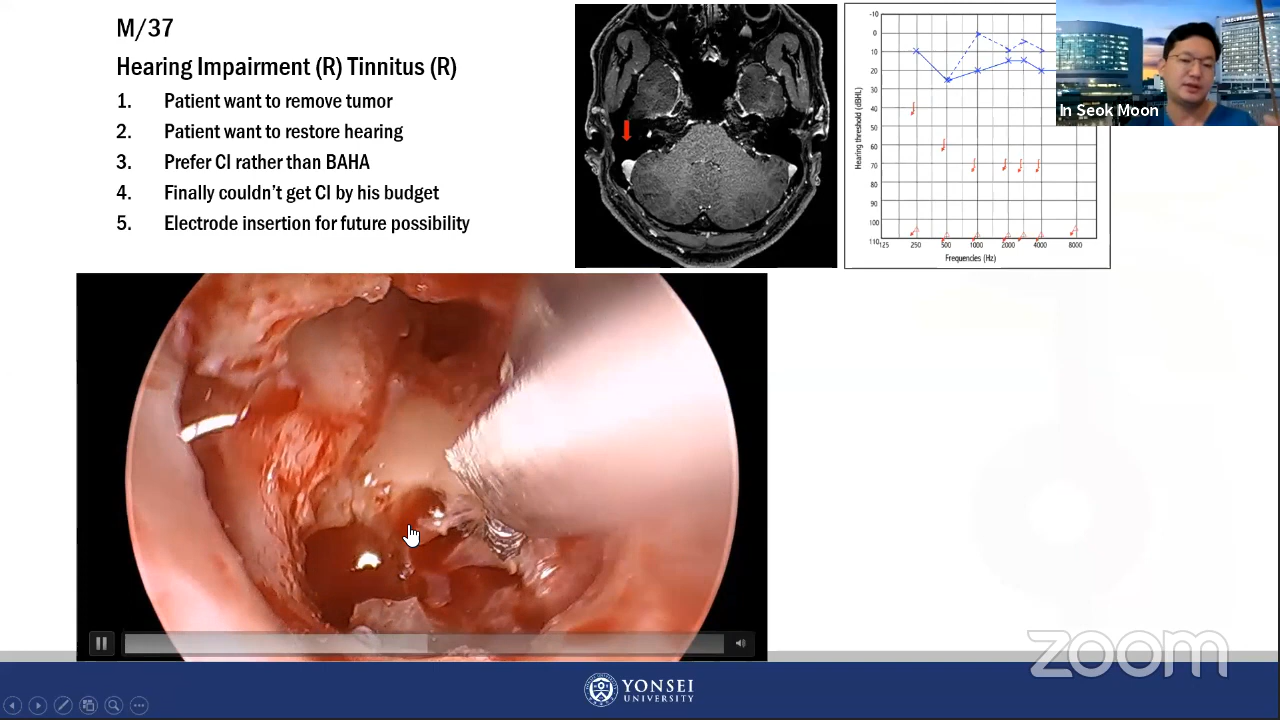 M/37
Hearing Impairment (R) Tinnitus (R)
1. Patient want to remove tumor
2. Patient want to restore hearing
3. Prefer CI rather than BAHA
4. Finally couldn't get CI by his budget
5. Electrode insertion for future possibility
Hearing threshold (dBHL)
-10
0
10
20
30
40
50
60
70
80
90
100
110
125
250
500
1000
2000
4000
8000
Frequencies (Hz)
In Seok Moon
zoom
YONSEI
UNIVERSITY